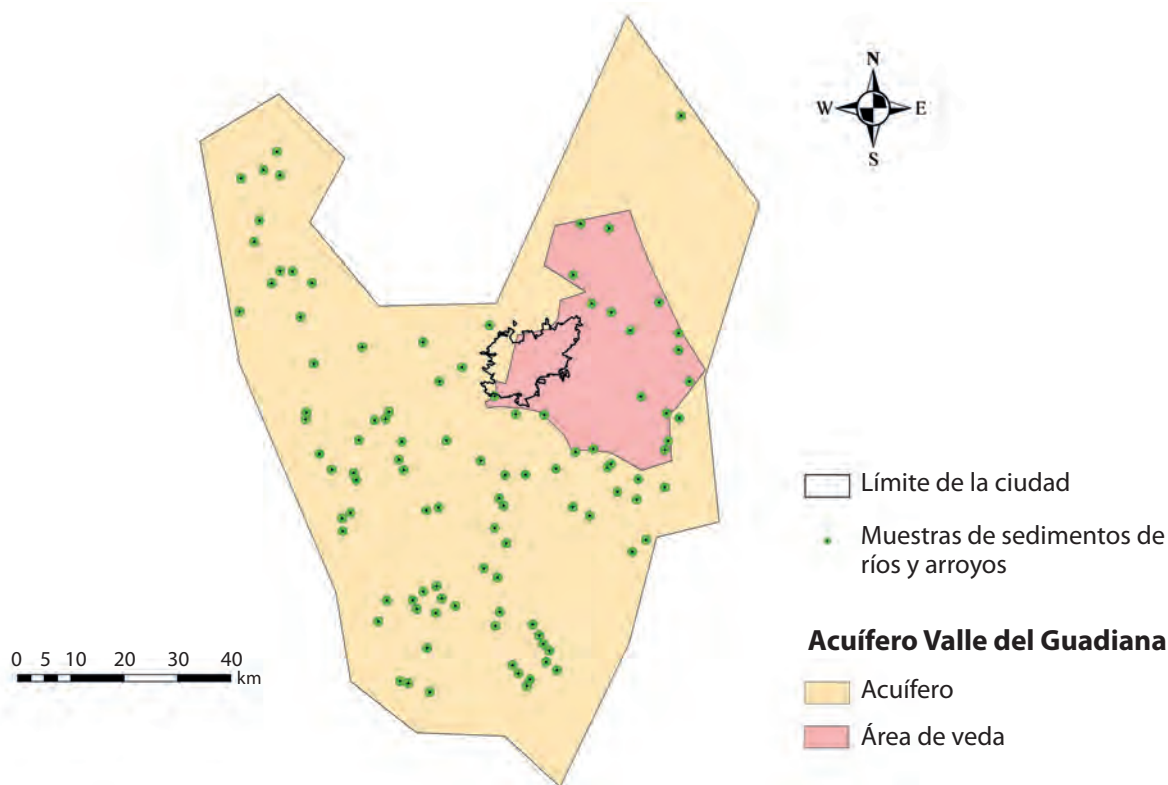 N
W E
S
Límite de la ciudad
Muestras de sedimentos de
ríos y arroyos
Acuífero Valle del Guadiana
0 5 10 20 30 40
km
Acuífero
Área de veda